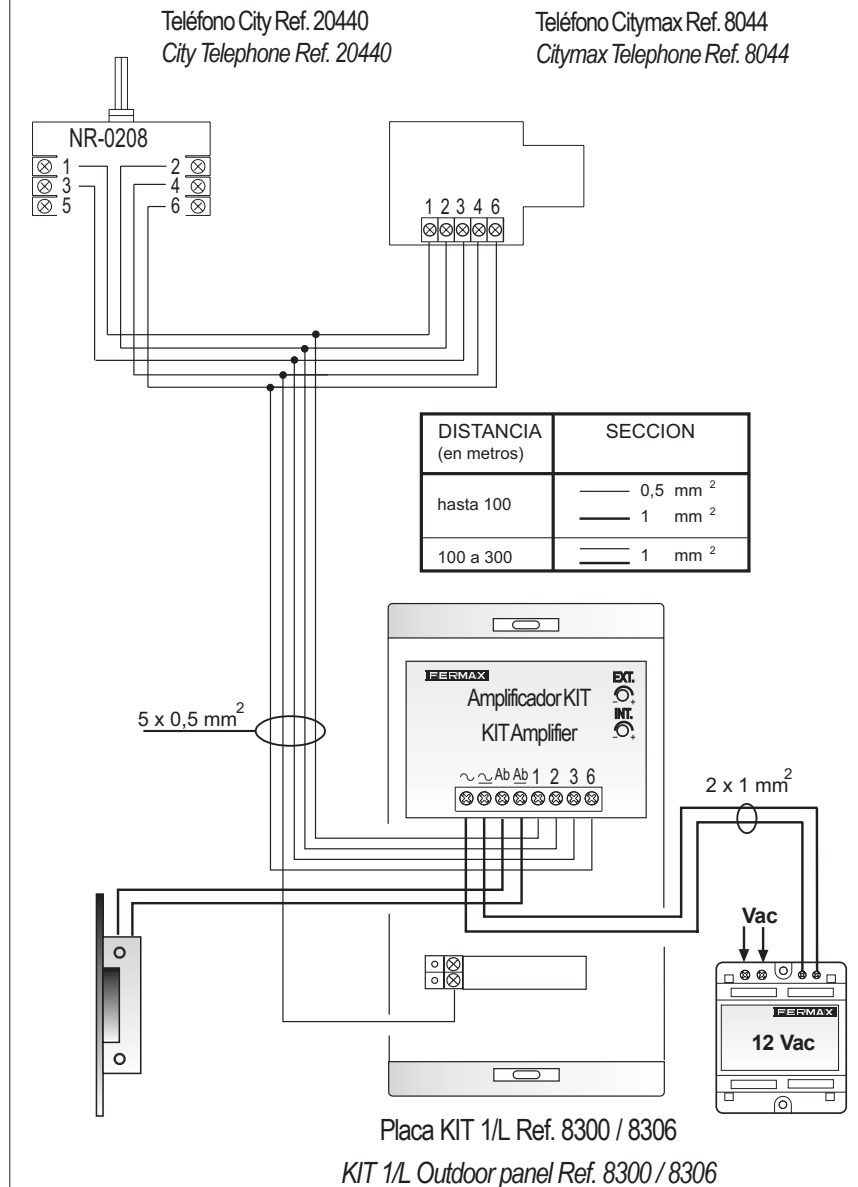 Teléfono City Ref. 20440
City Telephone Ref. 20440
Teléfono Citymax Ref. 8044
Citymax Telephone Ref. 8044
NR-0208
1 2
3 4
5 6
1 2 3 4 6
DISTANCIA SECCION
(en metros)
hasta 100
0,5 mm²
1 mm²
100 a 300
1 mm²
FERMAX
EXT.
- +
Amplificador KIT
KIT Amplifier
INT.
- +
5 x 0,5 mm²
~ ~ Ab Ab 1 2 3 6
2 x 1 mm²
Vac
FERMAX
12 Vac
Placa KIT 1/L Ref. 8300 / 8306
KIT 1/L Outdoor panel Ref. 8300 / 8306